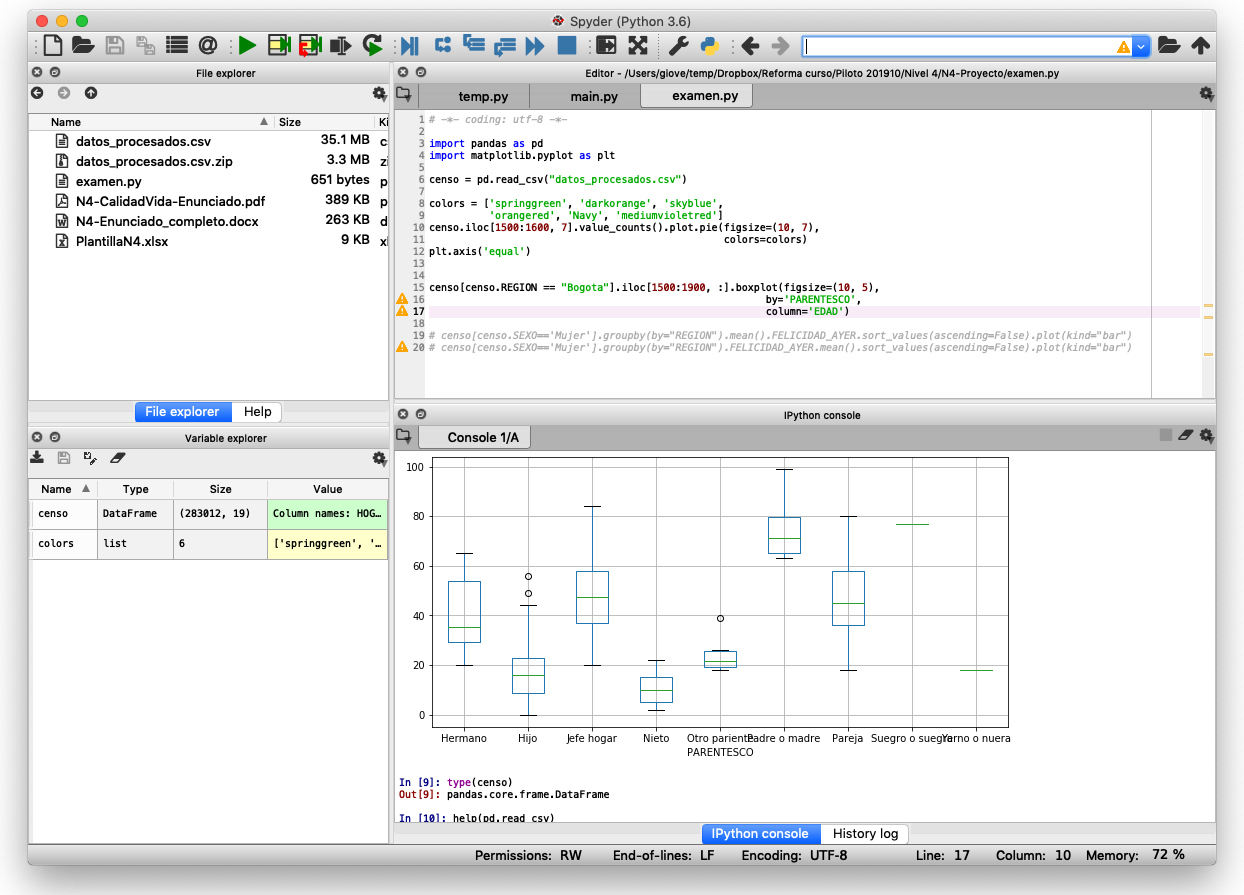 Spyder (Python 3.6)
File explorer
Name Size Ki
datos_procesados.csv 35.1 MB c
datos_procesados.csv.zip 3.3 MB zi
examen.py 651 bytes p
N4-CalidadVida-Enunciado.pdf 389 KB p
N4-Enunciado_completo.docx 263 KB d
PlantillaN4.xlsx 9 KB xl
File explorer Help
Variable explorer
Name Type Size Value
censo DataFrame (283012, 19) Column names: HOG…
colors list 6 ['springgreen', '…
Editor - /Users/giove/temp/Dropbox/Reforma curso/Piloto 201910/Nivel 4/N4-Proyecto/examen.py
temp.py main.py examen.py
1 # -*- coding: utf-8 -*-
2
3 import pandas as pd
4 import matplotlib.pyplot as plt
5
6 censo = pd.read_csv("datos_procesados.csv")
7
8 colors = ['springgreen', 'darkorange', 'skyblue',
9 'orangered', 'Navy', 'mediumvioletred']
10 censo.iloc[1500:1600, 7].value_counts().plot.pie(figsize=(10, 7),
11 colors=colors)
12 plt.axis('equal')
13
14
15 censo[censo.REGION == "Bogota"].iloc[1500:1900, :].boxplot(figsize=(10, 5),
16 by='PARENTESCO',
17 column='EDAD')
18
19 # censo[censo.SEXO=='Mujer'].groupby(by="REGION").mean().FELICIDAD_AYER.sort_values(ascending=False).plot(kind="bar")
20 # censo[censo.SEXO=='Mujer'].groupby(by="REGION").FELICIDAD_AYER.mean().sort_values(ascending=False).plot(kind="bar")
IPython console
Console 1/A
100
80
60
40
20
0
Hermano Hijo Jefe hogar Nieto Otro pariente Padre o madre Pareja Suegro o suegra Yerno o nuera
PARENTESCO
In [9]: type(censo)
Out[9]: pandas.core.frame.DataFrame
In [10]: help(pd.read_csv)
IPython console History log
Permissions: RW End-of-lines: LF Encoding: UTF-8 Line: 17 Column: 10 Memory: 72 %